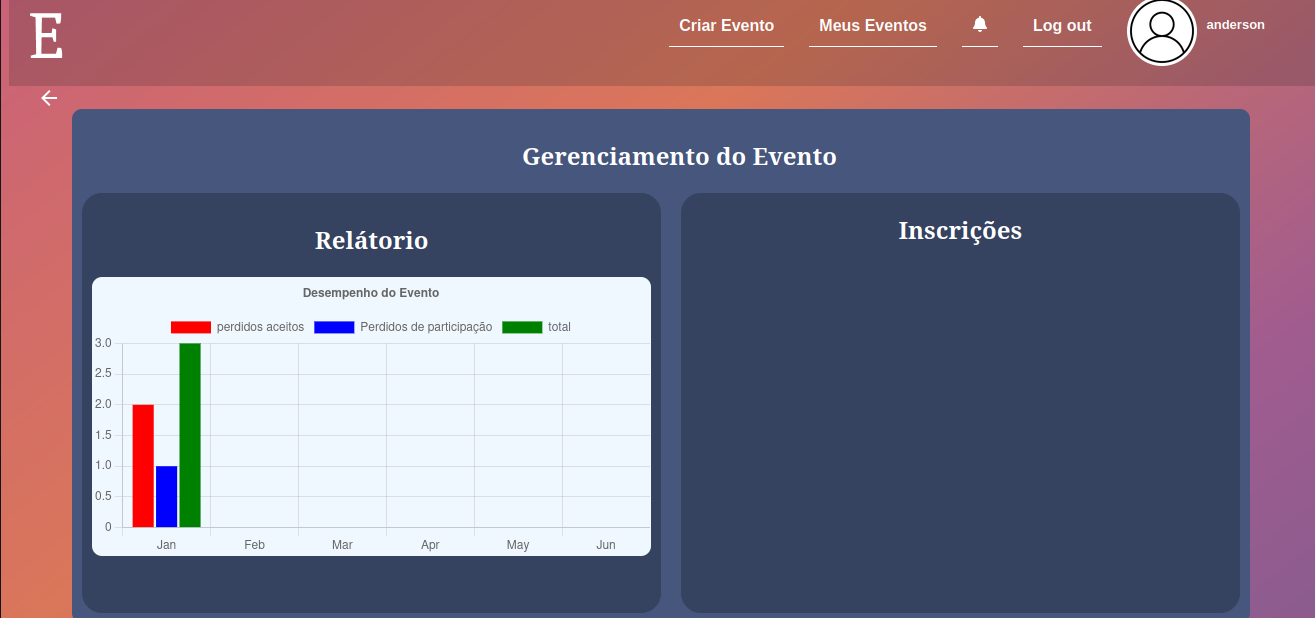 E
Criar Evento Meus Eventos Log out anderson
Gerenciamento do Evento
Relátorio
Desempenho do Evento
perdidos aceitos Perdidos de participação total
3.0
2.5
2.0
1.5
1.0
0.5
0
Jan Feb Mar Apr May Jun
Inscrições